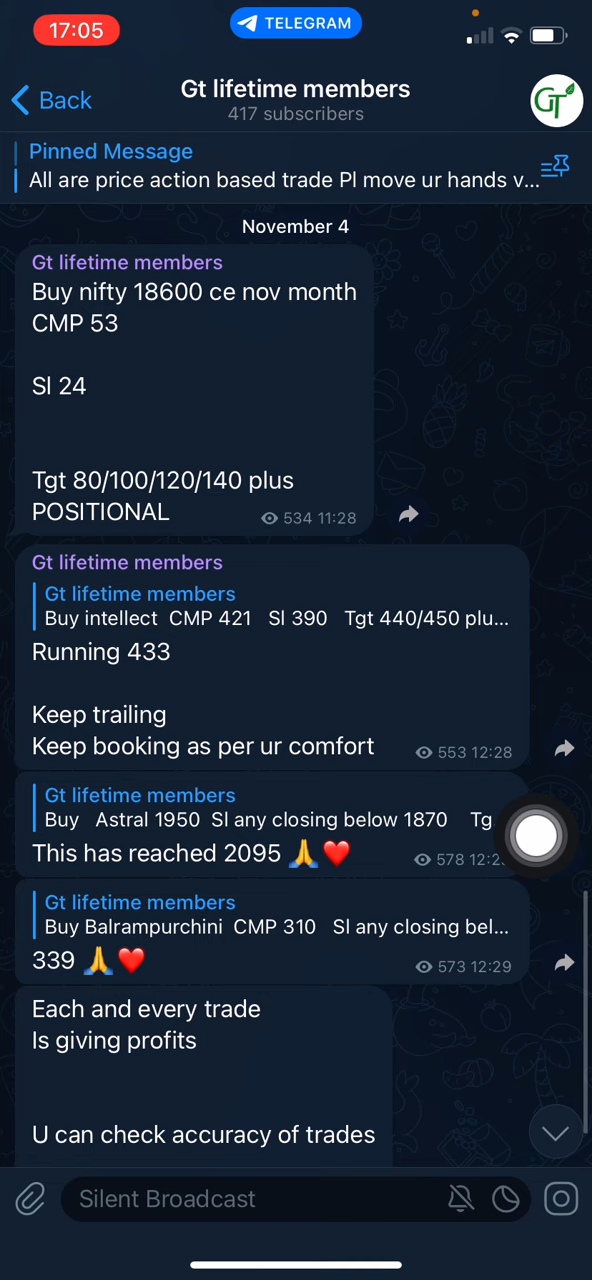 17:05
TELEGRAM
Back
Gt lifetime members
417 subscribers
GT
Pinned Message
All are price action based trade Pl move ur hands v...
November 4
Gt lifetime members
Buy nifty 18600 ce nov month
CMP 53
Sl 24
Tgt 80/100/120/140 plus
POSITIONAL
534 11:28
Gt lifetime members
Gt lifetime members
Buy intellect CMP 421 Sl 390 Tgt 440/450 plu...
Running 433
Keep trailing
Keep booking as per ur comfort
553 12:28
Gt lifetime members
Buy Astral 1950 Sl any closing below 1870 Tg
This has reached 2095 🙏❤️
578
Gt lifetime members
Buy Balrampurchini CMP 310 Sl any closing bel...
339 🙏❤️
573 12:29
Each and every trade
Is giving profits
U can check accuracy of trades
Silent Broadcast